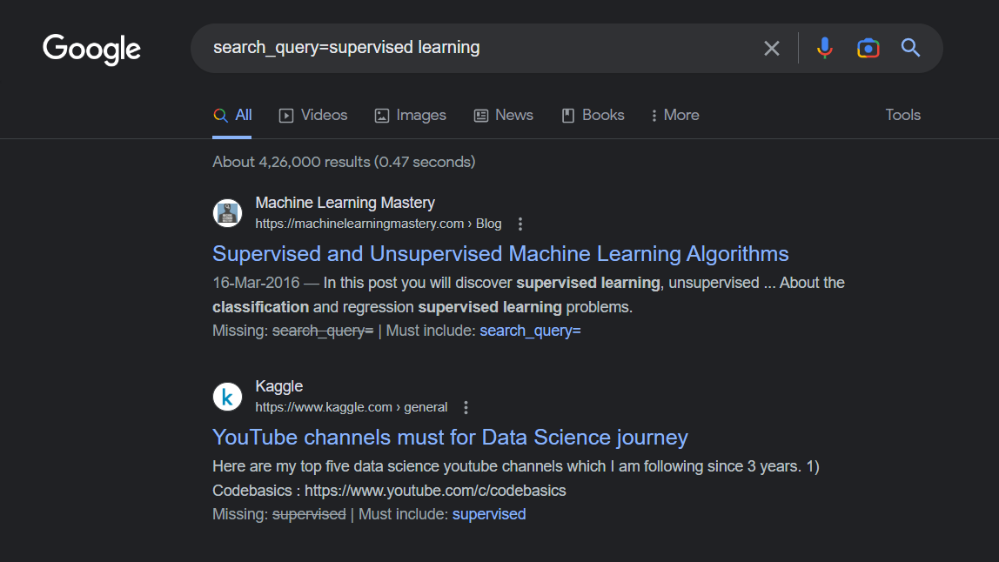 Google
search_query=supervised learning
All Videos Images News Books More Tools
About 4,26,000 results (0.47 seconds)
Machine Learning Mastery
https://machinelearningmastery.com › Blog
Supervised and Unsupervised Machine Learning Algorithms
16-Mar-2016 — In this post you will discover supervised learning, unsupervised ... About the
classification and regression supervised learning problems.
Missing: search_query= | Must include: search_query=
k
Kaggle
https://www.kaggle.com › general
YouTube channels must for Data Science journey
Here are my top five data science youtube channels which I am following since 3 years. 1)
Codebasics : https://www.youtube.com/c/codebasics
Missing: supervised | Must include: supervised